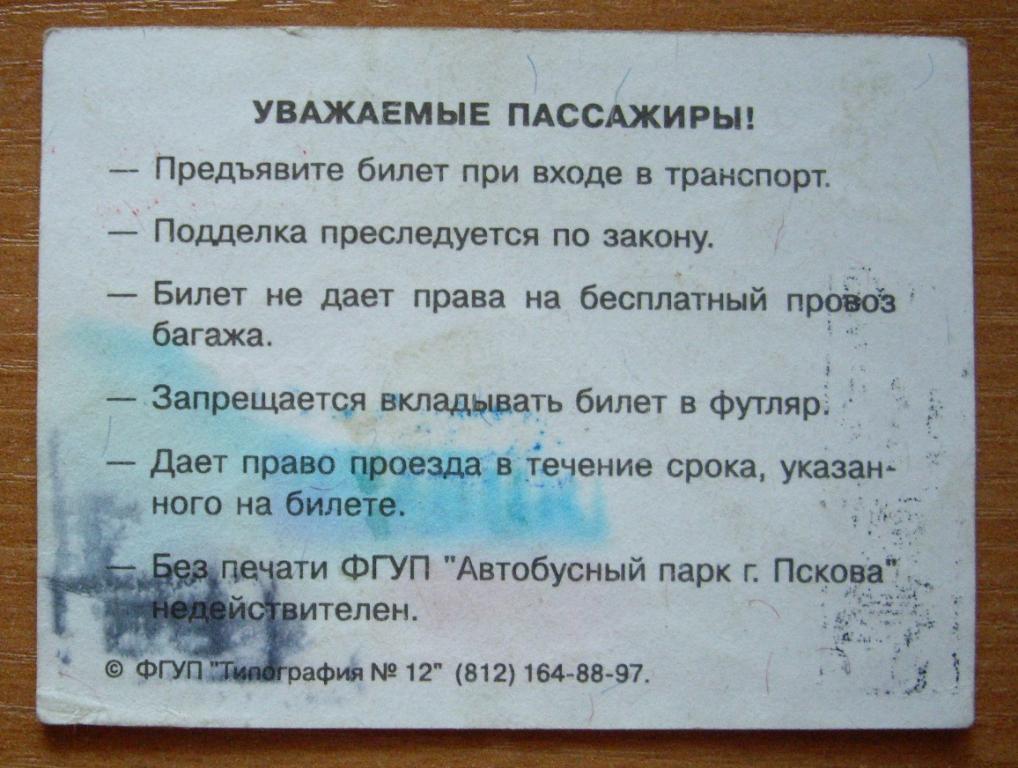 УВАЖАЕМЫЕ ПАССАЖИРЫ!
— Предъявите билет при входе в транспорт.
— Подделка преследуется по закону.
— Билет не дает права на бесплатный провоз
багажа.
— Запрещается вкладывать билет в футляр.
— Дает право проезда в течение срока, указан-
ного на билете.
— Без печати ФГУП "Автобусный парк г. Пскова"
недействителен.
© ФГУП "Типография № 12" (812) 164-88-97.